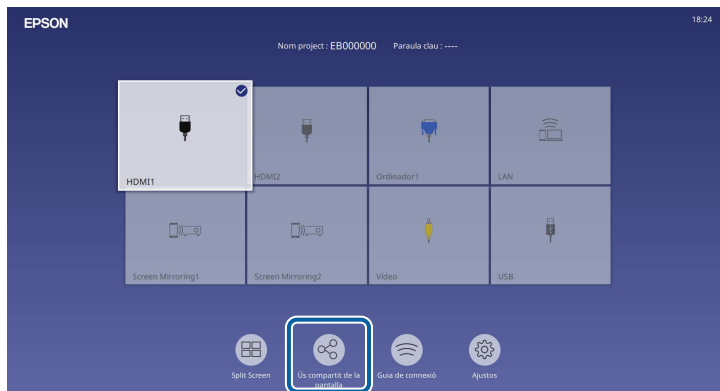 EPSON
18:24
Nom project : EB000000 Paraula clau : ----
HDMI1
HDMI2
Ordinador1
LAN
Screen Mirroring1
Screen Mirroring2
Vídeo
USB
Split Screen
Ús compartit de la
pantalla
Guia de connexió
Ajustos